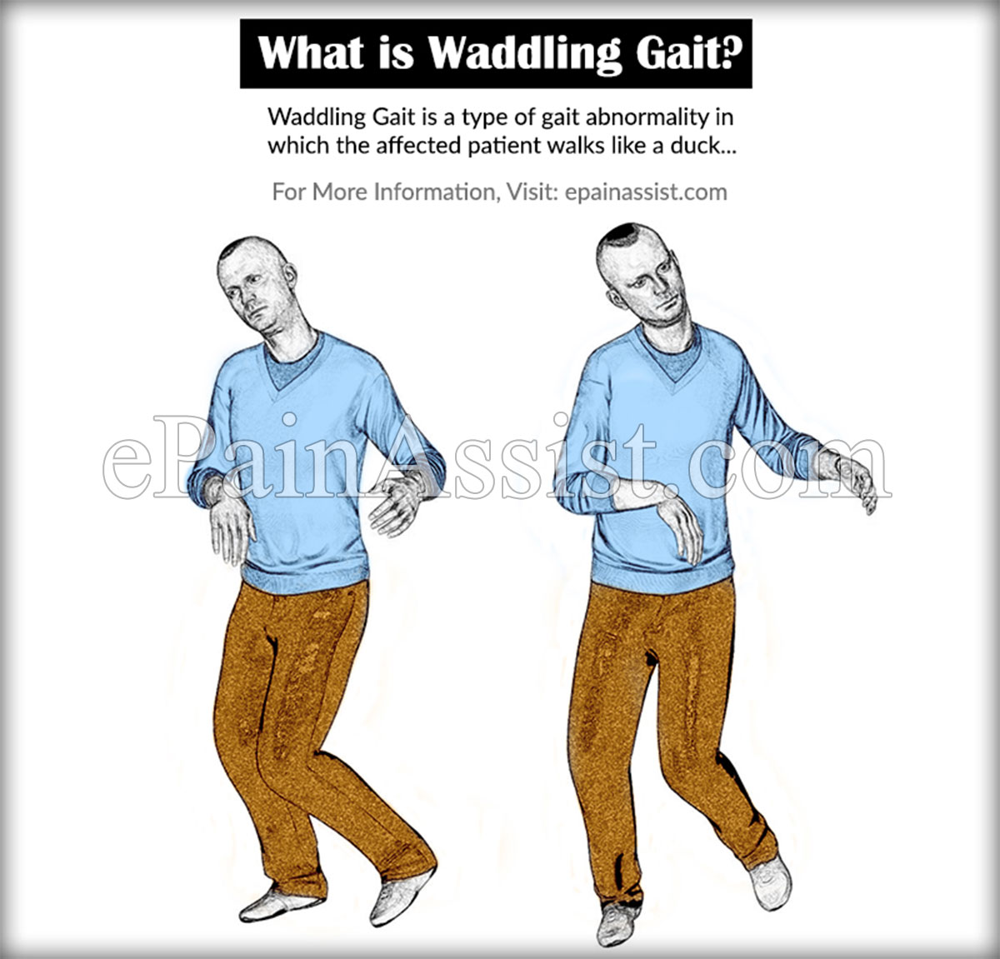 What is Waddling Gait?
Waddling Gait is a type of gait abnormality in
which the affected patient walks like a duck...
For More Information, Visit: epainassist.com
ePainAssist.com